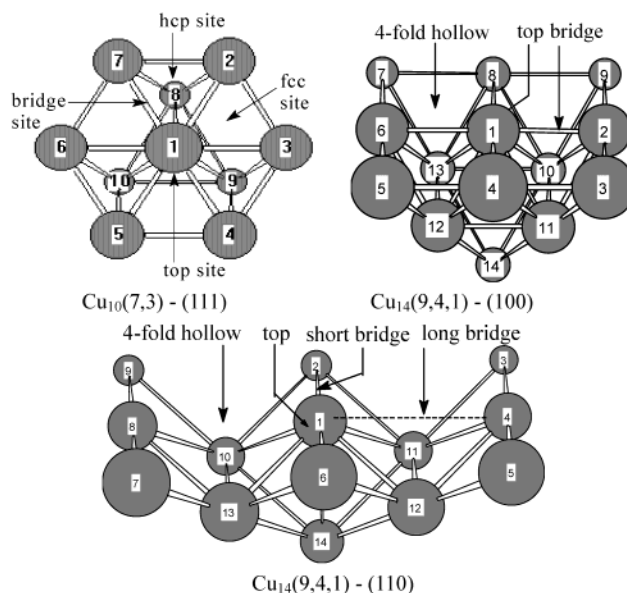 hcp site
7
2
8
bridge site
fcc site
6
1
3
10
9
5
4
top site
Cu10(7,3) - (111)
4-fold hollow
top bridge
7
8
9
6
1
2
13
10
5
4
3
12
11
14
Cu14(9,4,1) - (100)
4-fold hollow
top
short bridge
long bridge
9
2
3
8
1
4
10
11
7
6
5
13
12
14
Cu14(9,4,1) - (110)